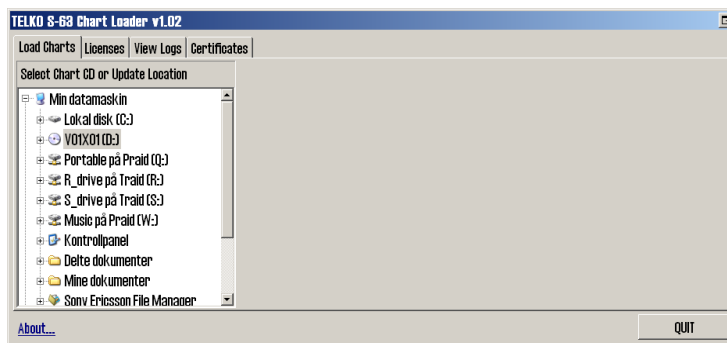 TELKO S-63 Chart Loader v1.02
Load Charts Licenses View Logs Certificates
Select Chart CD or Update Location
Min datamaskin
Lokal disk (C:)
V01X01 (D:)
Portable på Praid (Q:)
R_drive på Traid (R:)
S_drive på Traid (S:)
Music på Praid (W:)
Kontrollpanel
Delte dokumenter
Mine dokumenter
Sony Ericsson File Manager
About...
QUIT